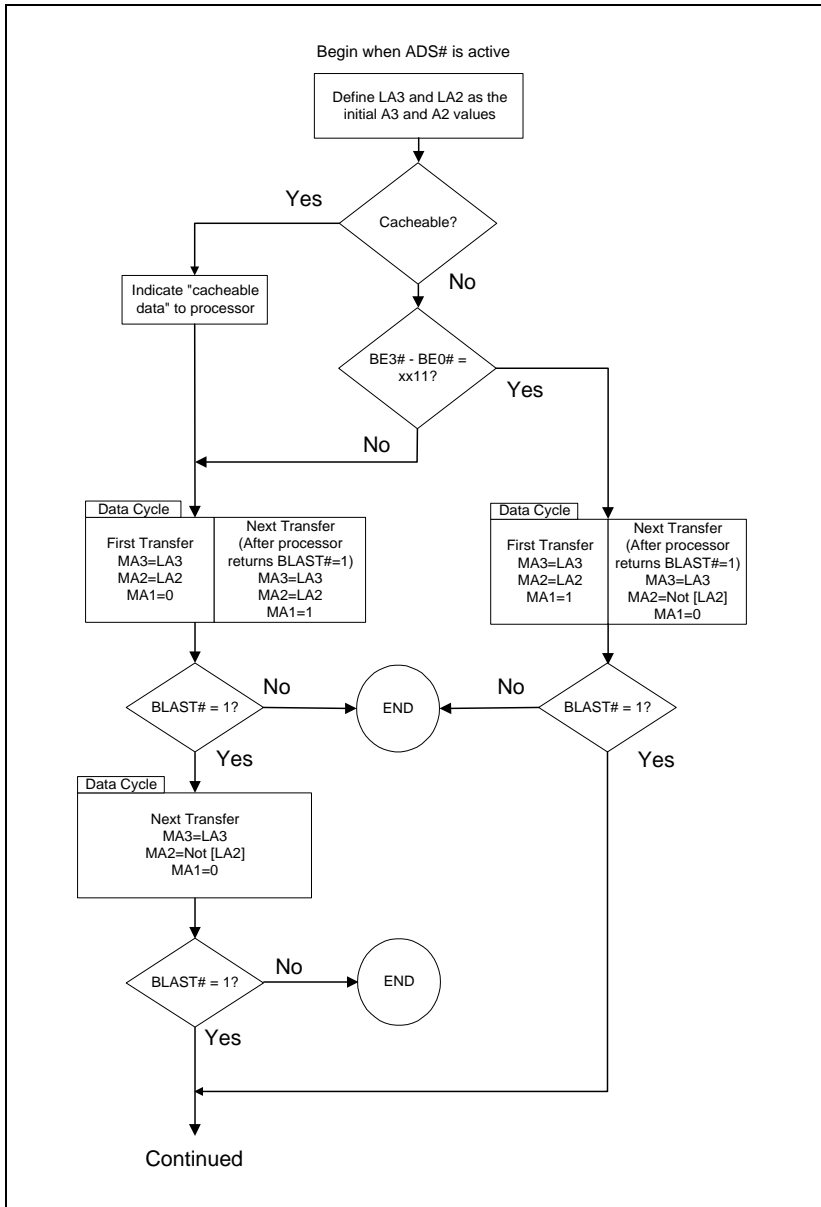 Begin when ADS# is active
Define LA3 and LA2 as the
initial A3 and A2 values
Yes
Cacheable?
No
Indicate "cacheable
data" to processor
BE3# - BE0# =
xx11?
Yes
No
Data Cycle
First Transfer
MA3=LA3
MA2=LA2
MA1=0
Next Transfer
(After processor
returns BLAST#=1)
MA3=LA3
MA2=LA2
MA1=1
Data Cycle
First Transfer
MA3=LA3
MA2=LA2
MA1=1
Next Transfer
(After processor
returns BLAST#=1)
MA3=LA3
MA2=Not [LA2]
MA1=0
BLAST# = 1?
No
END
No
BLAST# = 1?
Yes
Yes
Data Cycle
Next Transfer
MA3=LA3
MA2=Not [LA2]
MA1=0
BLAST# = 1?
No
END
Yes
Continued